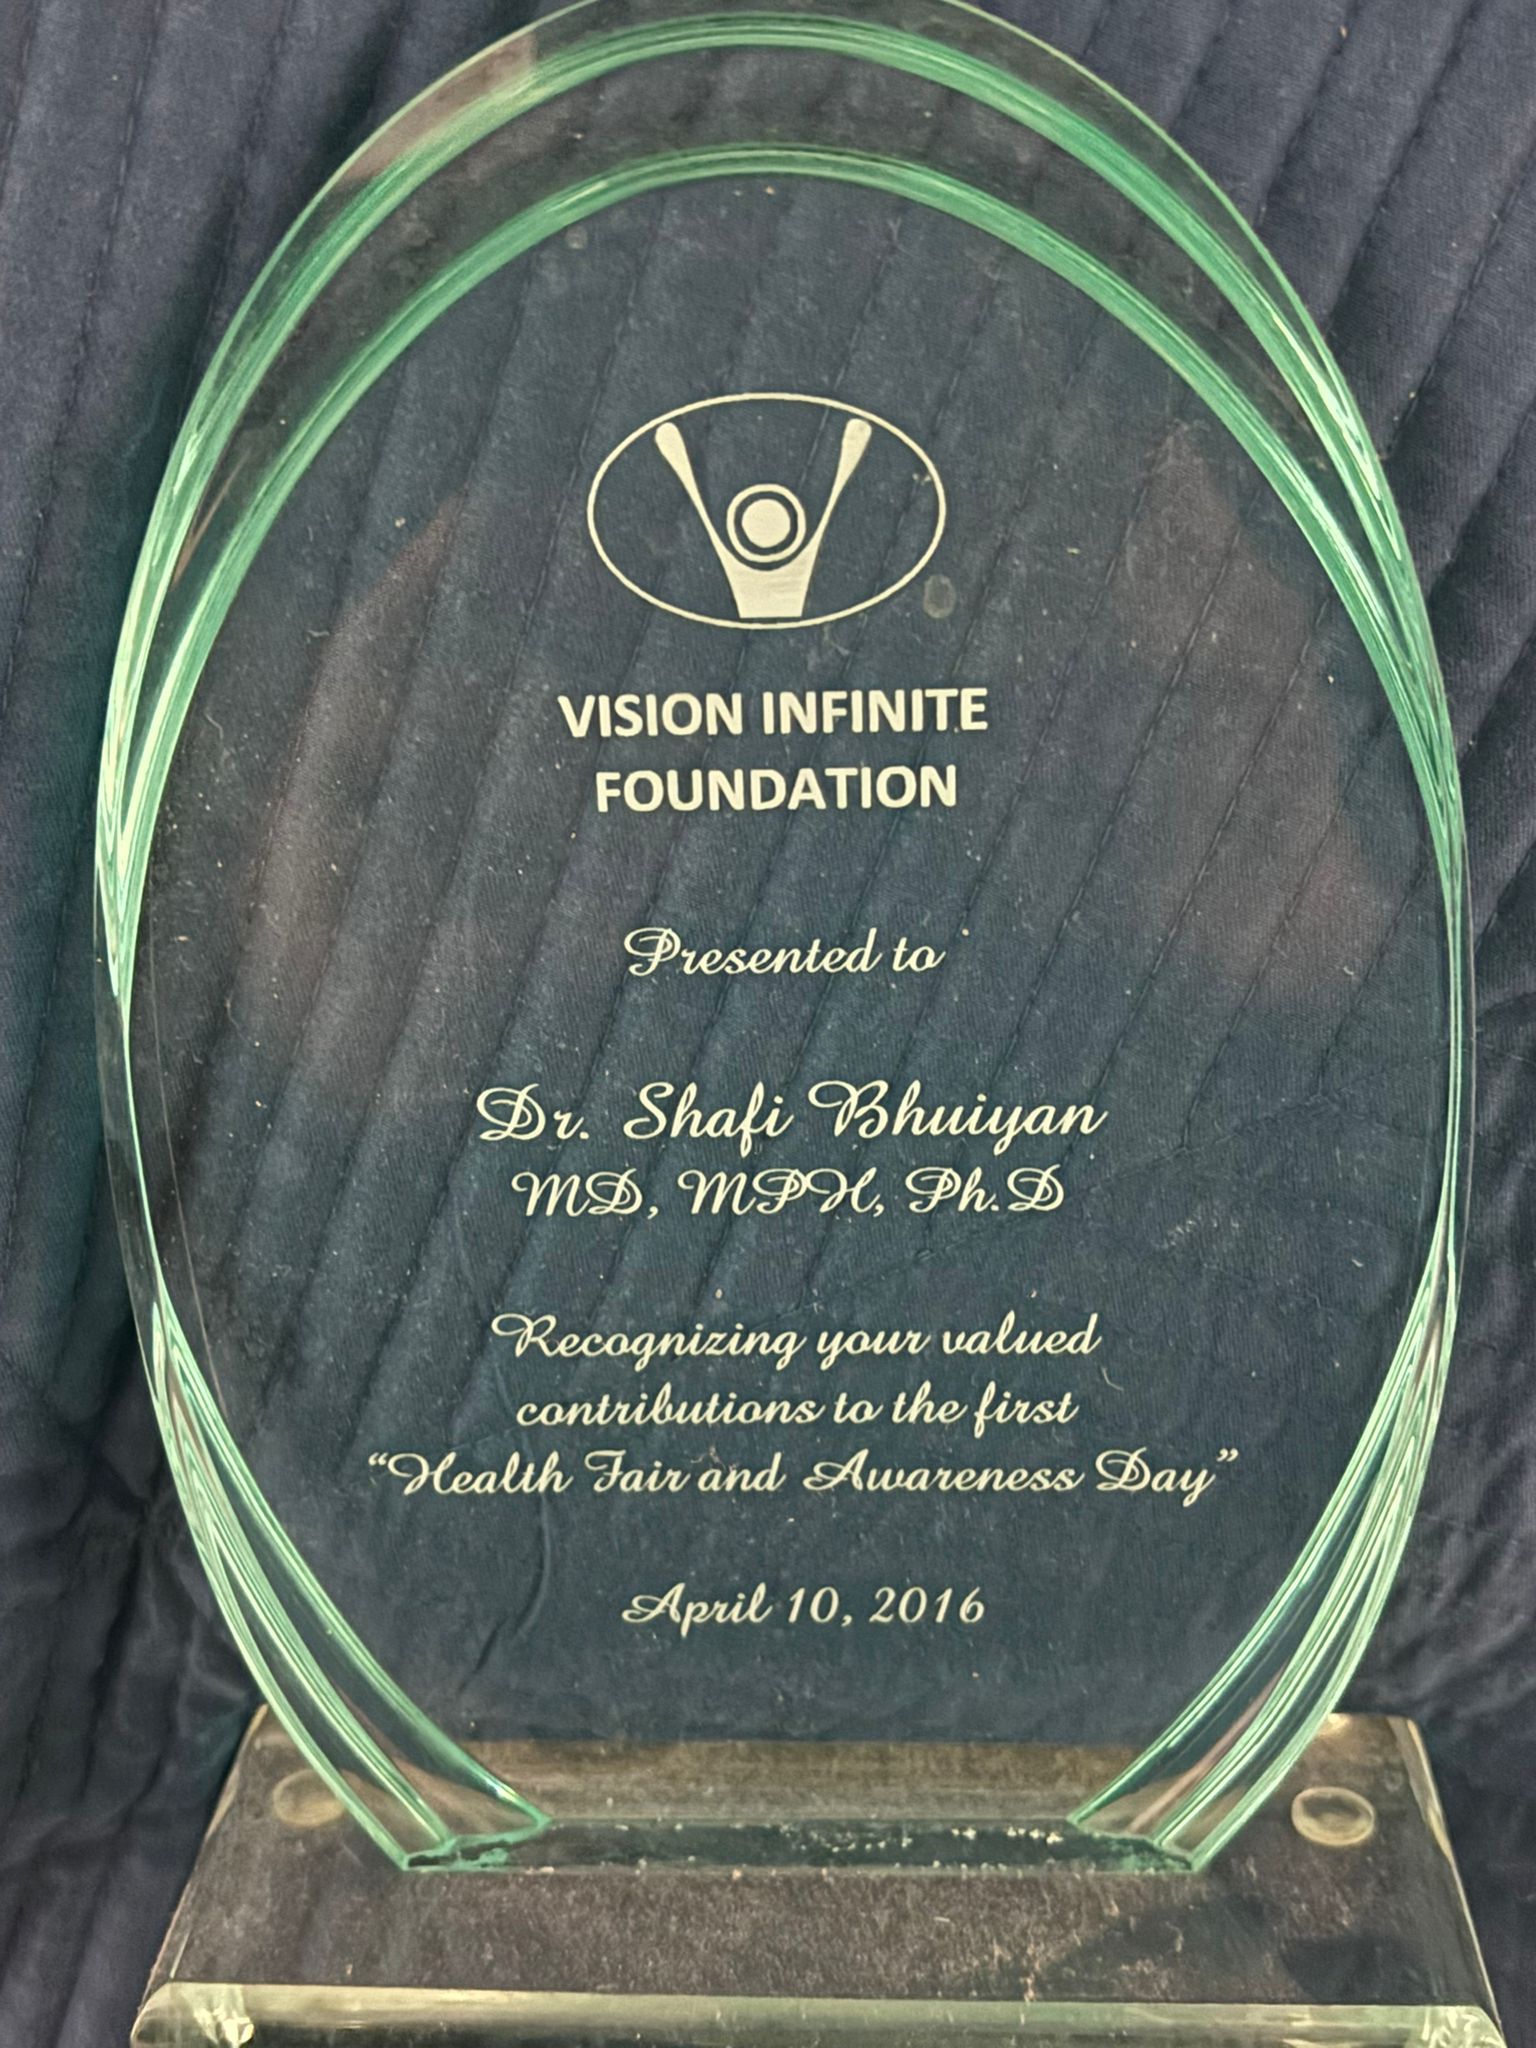 VISION INFINITE
FOUNDATION
Presented to
Dr. Shafi Bhuiyan
MD, MPH, Ph.D
Recognizing your valued
contributions to the first
“Health Fair and Awareness Day”
April 10, 2016